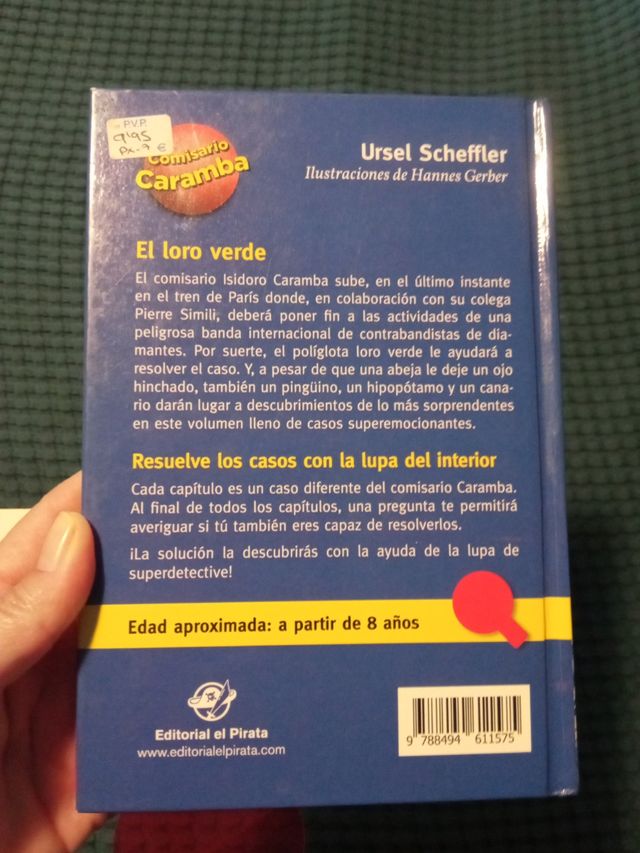 P.V.P.
9'95
PX-9 €
Comisario
Caramba
Ursel Scheffler
Ilustraciones de Hannes Gerber
El loro verde
El comisario Isidoro Caramba sube, en el último instante
en el tren de París donde, en colaboración con su colega
Pierre Simili, deberá poner fin a las actividades de una
peligrosa banda internacional de contrabandistas de dia-
mantes. Por suerte, el políglota loro verde le ayudará a
resolver el caso. Y, a pesar de que una abeja le deje un ojo
hinchado, también un pingüino, un hipopótamo y un cana-
rio darán lugar a descubrimientos de lo más sorprendentes
en este volumen lleno de casos superemocionantes.
Resuelve los casos con la lupa del interior
Cada capítulo es un caso diferente del comisario Caramba.
Al final de todos los capítulos, una pregunta te permitirá
averiguar si tú también eres capaz de resolverlos.
¡La solución la descubrirás con la ayuda de la lupa de
superdetective!
Edad aproximada: a partir de 8 años
Editorial el Pirata
www.editorialelpirata.com
9 788494 611575